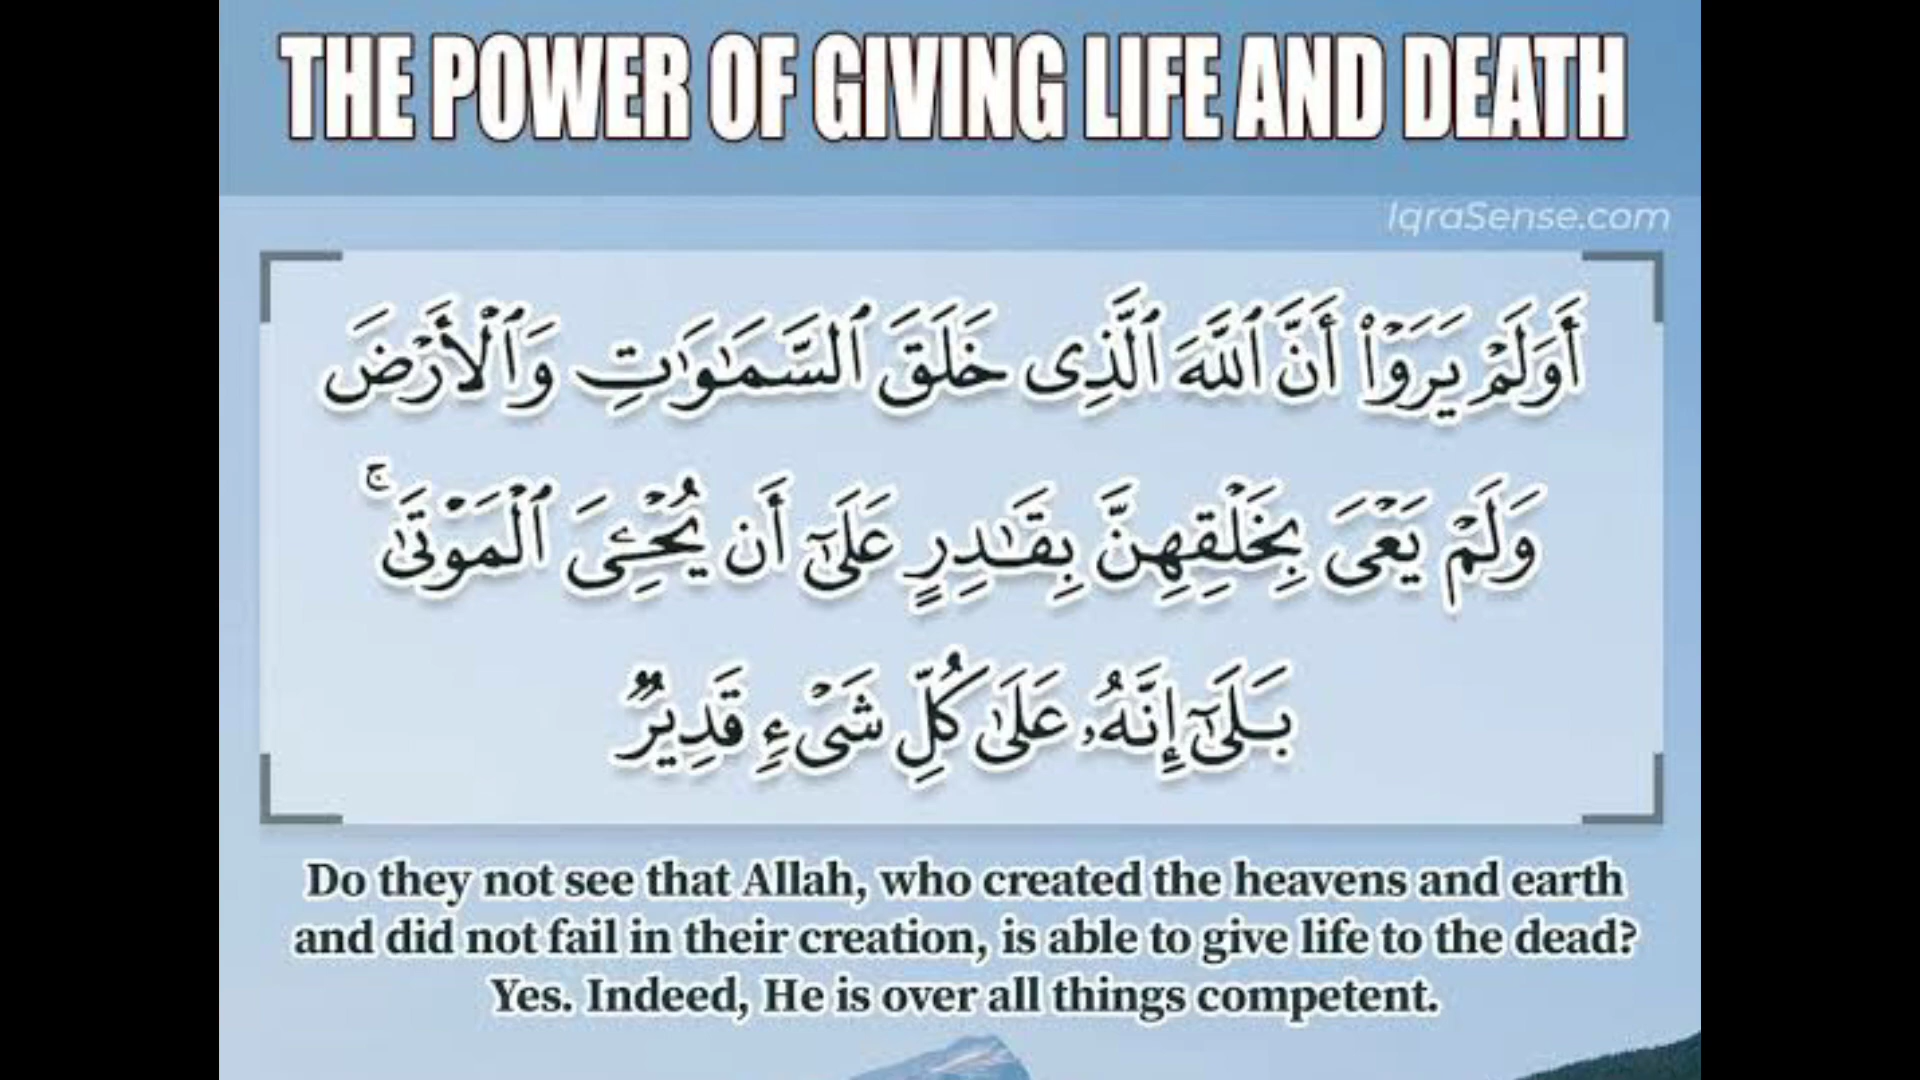 THE POWER OF GIVING LIFE AND DEATH
IqraSense.com
أَوَلَمْ يَرَوْا۟ أَنَّ ٱللَّهَ ٱلَّذِى خَلَقَ ٱلسَّمَـٰوَٰتِ وَٱلْأَرْضَ
وَلَمْ يَعْىَ بِخَلْقِهِنَّ بِقَـٰدِرٍ عَلَىٰٓ أَن يُحْـِۧىَ ٱلْمَوْتَىٰ ۚ
بَلَىٰٓ إِنَّهُۥ عَلَىٰ كُلِّ شَىْءٍ قَدِيرٌ
Do they not see that Allah, who created the heavens and earth
and did not fail in their creation, is able to give life to the dead?
Yes. Indeed, He is over all things competent.